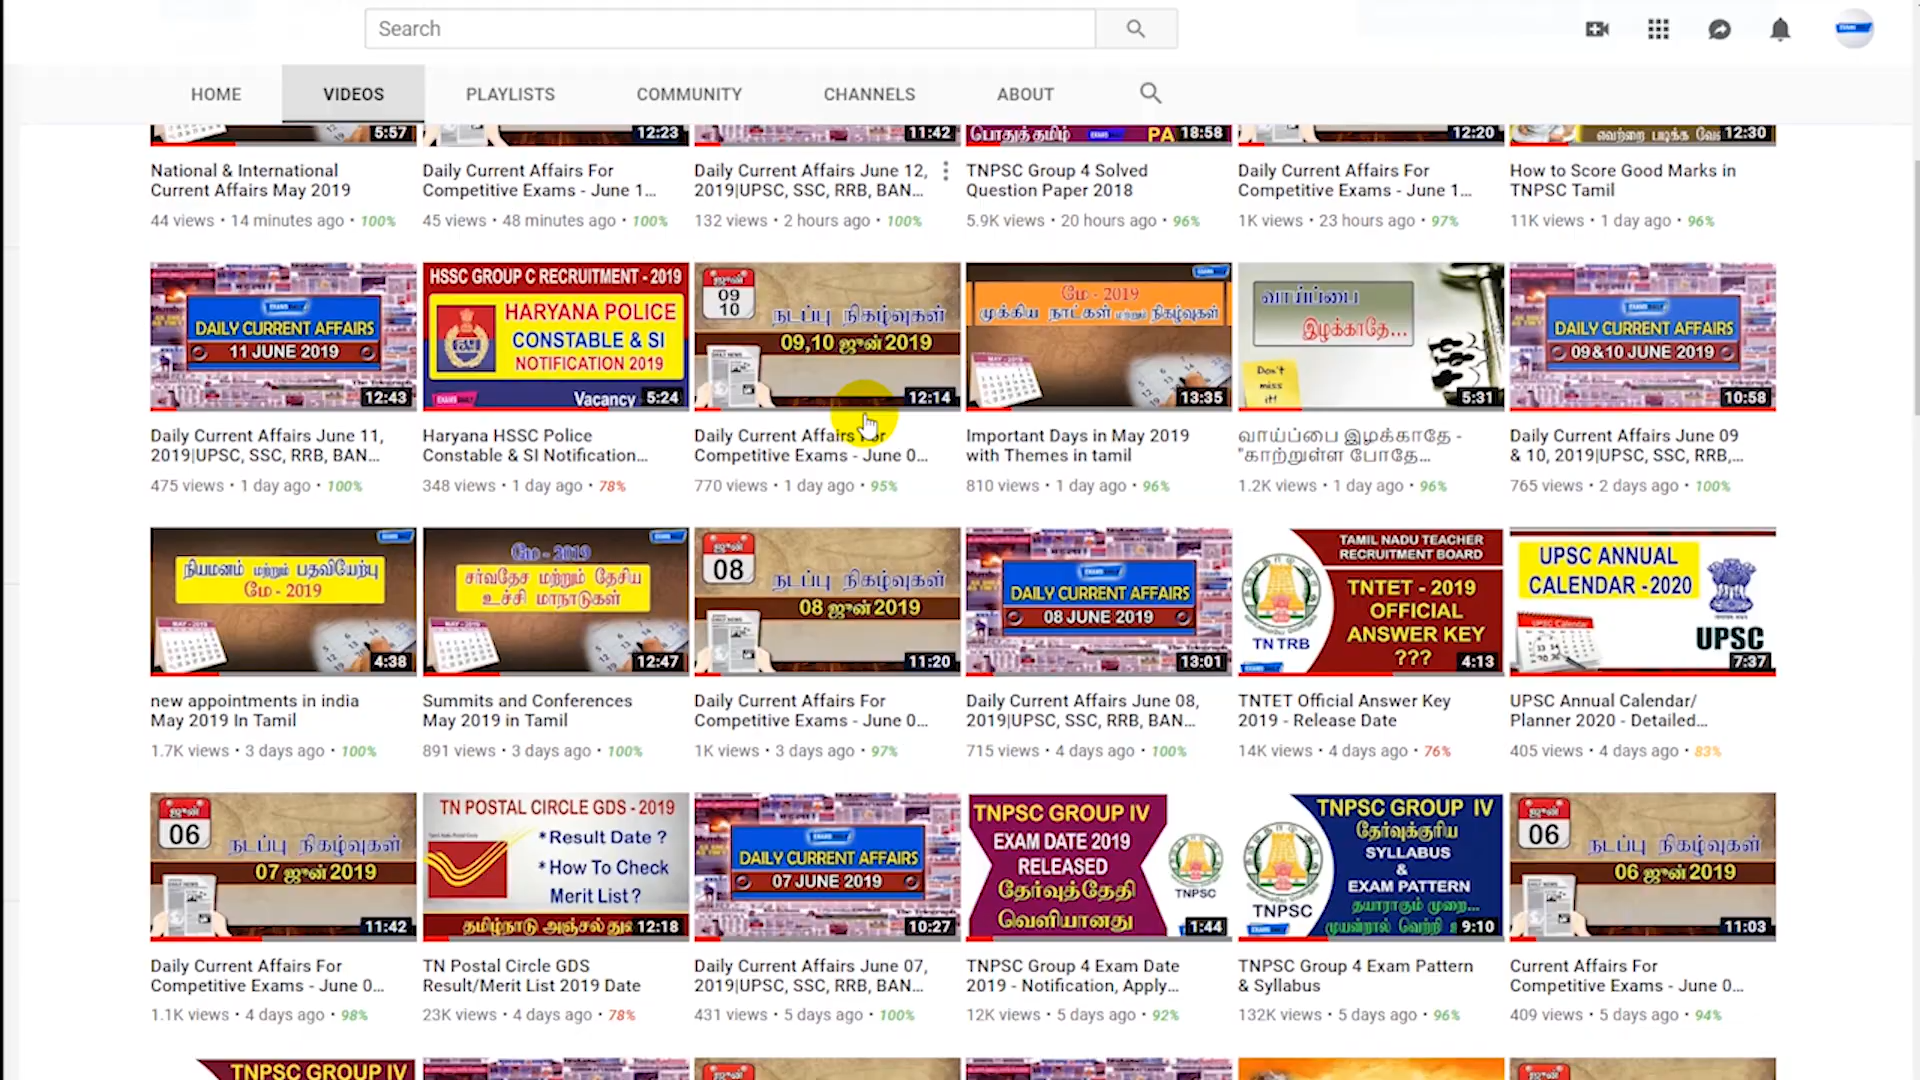 Search
HOME
VIDEOS
PLAYLISTS
COMMUNITY
CHANNELS
ABOUT
5:57
12:23
11:42
பொதுத் தமிழ்
PA 18:58
12:20
எவற்றை படிக்க
12:30
National & International
Current Affairs May 2019
44 views • 14 minutes ago • 100%
Daily Current Affairs For
Competitive Exams - June 1...
45 views • 48 minutes ago • 100%
Daily Current Affairs June 12,
2019|UPSC, SSC, RRB, BAN...
132 views • 2 hours ago • 100%
TNPSC Group 4 Solved
Question Paper 2018
5.9K views • 20 hours ago • 96%
Daily Current Affairs For
Competitive Exams - June 1...
1K views • 23 hours ago • 97%
How to Score Good Marks in
TNPSC Tamil
11K views • 1 day ago • 96%
DAILY CURRENT AFFAIRS
11 JUNE 2019
12:43
HSSC GROUP C RECRUITMENT - 2019
HARYANA POLICE
CONSTABLE & SI
NOTIFICATION 2019
Vacancy
5:24
ஜூன்
09
10
நடப்பு நிகழ்வுகள்
09,10 ஜூன் 2019
12:14
மே - 2019
முக்கிய நாட்கள் மற்றும் நிகழ்வுகள்
13:35
வாய்ப்பை
இழக்காதே...
Don't
miss
it!
5:31
DAILY CURRENT AFFAIRS
09&10 JUNE 2019
10:58
Daily Current Affairs June 11,
2019|UPSC, SSC, RRB, BAN...
475 views • 1 day ago • 100%
Haryana HSSC Police
Constable & SI Notification...
348 views • 1 day ago • 78%
Daily Current Affairs For
Competitive Exams - June 0...
770 views • 1 day ago • 95%
Important Days in May 2019
with Themes in tamil
810 views • 1 day ago • 96%
வாய்ப்பை இழக்காதே -
"காற்றுள்ள போதே...
1.2K views • 1 day ago • 96%
Daily Current Affairs June 09
& 10, 2019|UPSC, SSC, RRB,...
765 views • 2 days ago • 100%
நியமனம் மற்றும் பதவியேற்பு
மே - 2019
4:38
மே - 2019
சர்வதேச மற்றும் தேசிய
உச்சி மாநாடுகள்
12:47
ஜூன்
08
நடப்பு நிகழ்வுகள்
08 ஜூன் 2019
11:20
DAILY CURRENT AFFAIRS
08 JUNE 2019
13:01
TAMIL NADU TEACHER
RECRUITMENT BOARD
TNTET - 2019
OFFICIAL
ANSWER KEY
???
TN TRB
4:13
UPSC ANNUAL
CALENDAR -2020
UPSC Calendar
UPSC
7:37
new appointments in india
May 2019 In Tamil
1.7K views • 3 days ago • 100%
Summits and Conferences
May 2019 in Tamil
891 views • 3 days ago • 100%
Daily Current Affairs For
Competitive Exams - June 0...
1K views • 3 days ago • 97%
Daily Current Affairs June 08,
2019|UPSC, SSC, RRB, BAN...
715 views • 4 days ago • 100%
TNTET Official Answer Key
2019 - Release Date
14K views • 4 days ago • 76%
UPSC Annual Calendar/
Planner 2020 - Detailed...
405 views • 4 days ago • 83%
ஜூன்
06
நடப்பு நிகழ்வுகள்
07 ஜூன் 2019
11:42
TN POSTAL CIRCLE GDS - 2019
*Result Date ?
*How To Check
Merit List ?
தமிழ்நாடு அஞ்சல்
12:18
DAILY CURRENT AFFAIRS
07 JUNE 2019
10:27
TNPSC GROUP IV
EXAM DATE 2019
RELEASED
தேர்வுத்தேதி
வெளியானது
TNPSC
1:44
TNPSC GROUP IV
தேர்வுக்குரிய
SYLLABUS
&
EXAM PATTERN
தயாராகும் முறை...
முயன்றால் வெற்றி
TNPSC
9:10
ஜூன்
06
நடப்பு நிகழ்வுகள்
06 ஜூன் 2019
11:03
Daily Current Affairs For
Competitive Exams - June 0...
1.1K views • 4 days ago • 98%
TN Postal Circle GDS
Result/Merit List 2019 Date
23K views • 4 days ago • 78%
Daily Current Affairs June 07,
2019|UPSC, SSC, RRB, BAN...
431 views • 5 days ago • 100%
TNPSC Group 4 Exam Date
2019 - Notification, Apply...
12K views • 5 days ago • 92%
TNPSC Group 4 Exam Pattern
& Syllabus
132K views • 5 days ago • 96%
Current Affairs For
Competitive Exams - June 0...
409 views • 5 days ago • 94%
TNPSC GROUP IV